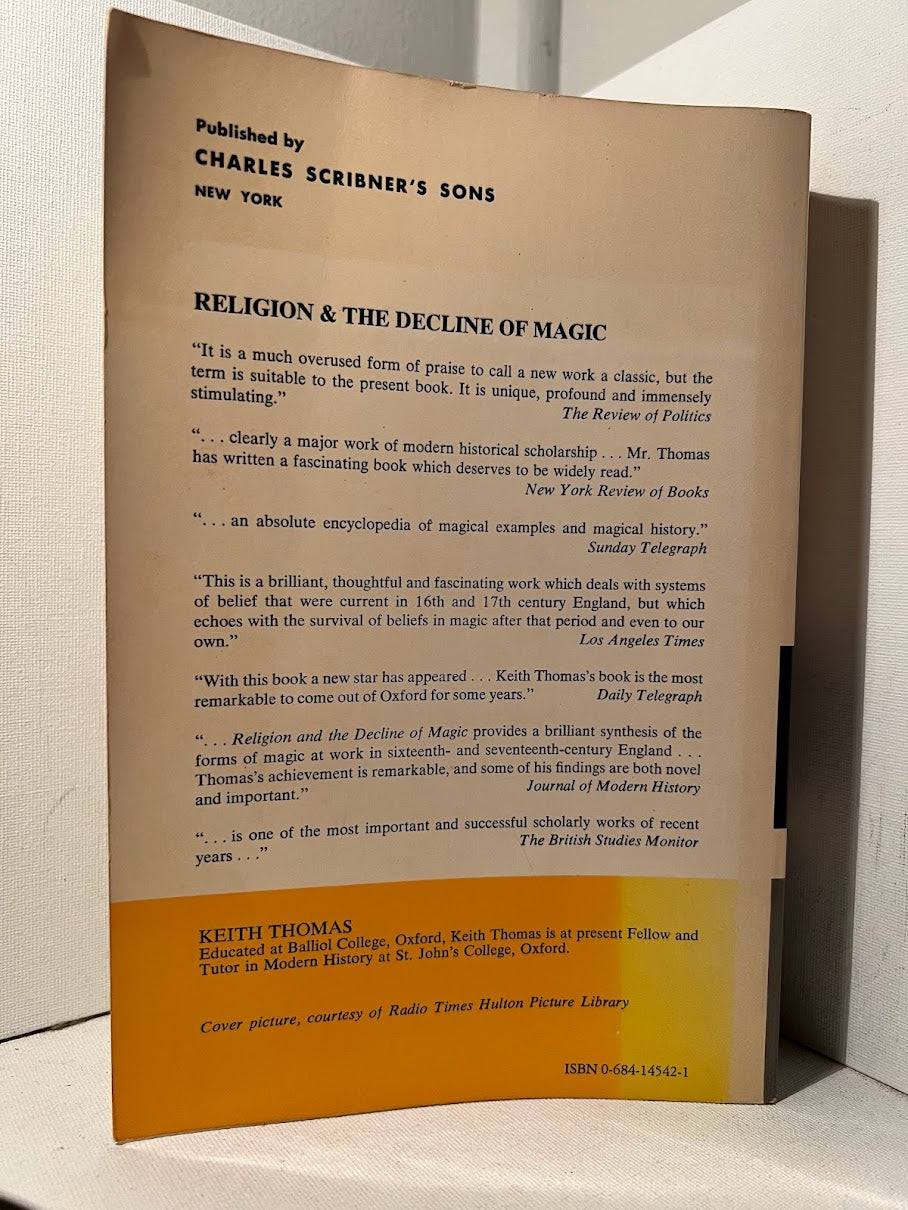 Published by
CHARLES SCRIBNER'S SONS
NEW YORK
RELIGION & THE DECLINE OF MAGIC
“It is a much overused form of praise to call a new work a classic, but the
term is suitable to the present book. It is unique, profound and immensely
stimulating.” The Review of Politics
“. . . clearly a major work of modern historical scholarship . . . Mr. Thomas
has written a fascinating book which deserves to be widely read.”
New York Review of Books
“. . . an absolute encyclopedia of magical examples and magical history.”
Sunday Telegraph
“This is a brilliant, thoughtful and fascinating work which deals with systems
of belief that were current in 16th and 17th century England, but which
echoes with the survival of beliefs in magic after that period and even to our
own.” Los Angeles Times
“With this book a new star has appeared . . . Keith Thomas's book is the most
remarkable to come out of Oxford for some years.” Daily Telegraph
“. . . Religion and the Decline of Magic provides a brilliant synthesis of the
forms of magic at work in sixteenth- and seventeenth-century England . . .
Thomas's achievement is remarkable, and some of his findings are both novel
and important.” Journal of Modern History
“. . . is one of the most important and successful scholarly works of recent
years . . .” The British Studies Monitor
KEITH THOMAS
Educated at Balliol College, Oxford, Keith Thomas is at present Fellow and
Tutor in Modern History at St. John's College, Oxford.
Cover picture, courtesy of Radio Times Hulton Picture Library
ISBN 0-684-14542-1